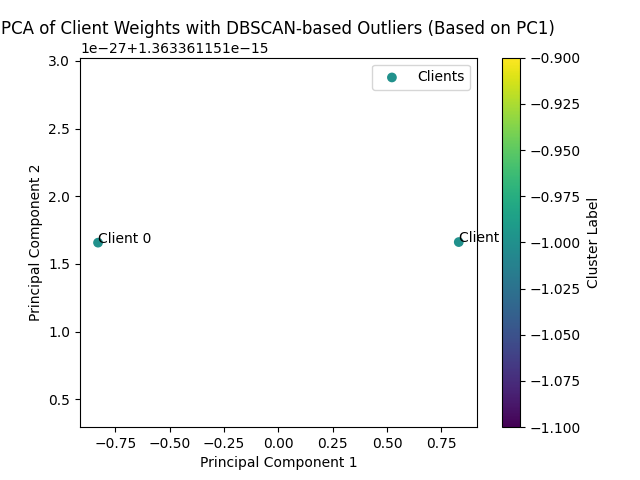 PCA of Client Weights with DBSCAN-based Outliers (Based on PC1)
1e−27+1.363361151e−15
3.0
2.5
2.0
1.5
1.0
0.5
Principal Component 2
Clients
Client 0
Client
−0.75
−0.50
−0.25
0.00
0.25
0.50
0.75
Principal Component 1
−0.900
−0.925
−0.950
−0.975
−1.000
−1.025
−1.050
−1.075
−1.100
Cluster Label